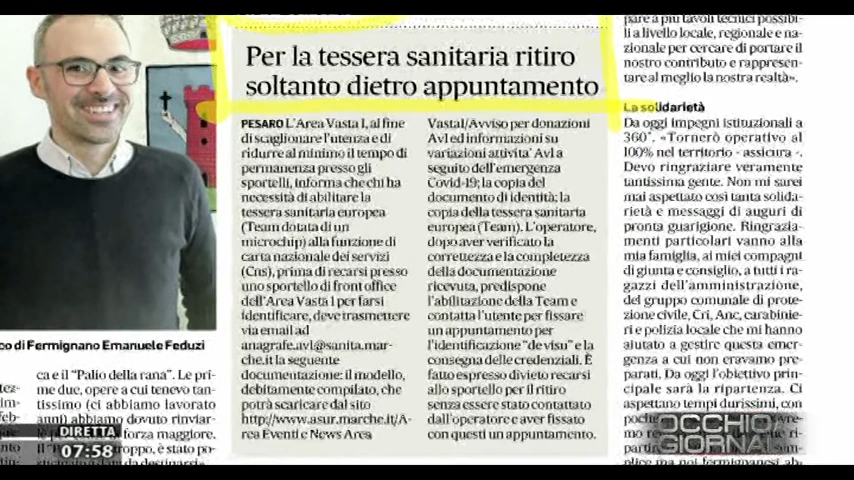 Per la tessera sanitaria ritiro
soltanto dietro appuntamento
PESARO L'Area Vasta 1, al fine
di scaglionare l'utenza e di
ridurre al minimo il tempo di
permanenza presso gli
sportelli, informa che chi ha
necessità di abilitare la
tessera sanitaria europea
(Team dotata di un
microchip) alla funzione di
carta nazionale dei servizi
(Cns), prima di recarsi presso
uno sportello di front office
dell'Area Vasta 1 per farsi
identificare, deve trasmettere
via email ad
anagrafe.av1@sanita.mar-
che.it la seguente
documentazione: il modello,
debitamente compilato, che
potrà scaricare dal sito
http://www.asur.marche.it/A-
rea Eventi e News Area
Vasta1/Avviso per donazioni
Av1 ed informazioni su
variazioni attivita' Av1 a
seguito dell'emergenza
Covid-19; la copia del
documento di identità; la
copia della tessera sanitaria
europea (Team). L'operatore,
dopo aver verificato la
correttezza e la completezza
della documentazione
ricevuta, predispone
l'abilitazione della Team e
contatta l'utente per fissare
un appuntamento per
l'identificazione "de visu" e la
consegna delle credenziali. È
fatto espresso divieto recarsi
allo sportello per il ritiro
senza essere stato contattato
dall'operatore e aver fissato
con questi un appuntamento.
pare a più tavoli tecnici possibi-
li a livello locale, regionale e na-
zionale per cercare di portare il
nostro contributo e rappresen-
tare al meglio la nostra realtà».
La solidarietà
Da oggi impegni istituzionali a
360°. «Tornerò operativo al
100% nel territorio - assicura -.
Devo ringraziare veramente
tantissima gente. Non mi sarei
mai aspettato così tanta solida-
rietà e messaggi di auguri di
pronta guarigione. Ringrazia-
menti particolari vanno alla
mia famiglia, ai miei compagni
di giunta e consiglio, a tutti i ra-
gazzi dell'amministrazione,
del gruppo comunale di prote-
zione civile, Cri, Anc, carabinie-
ri e polizia locale che mi hanno
aiutato a gestire questa emer-
genza a cui non eravamo pre-
parati. Da oggi l'obiettivo prin-
cipale sarà la ripartenza. Ci
aspettano tempi durissimi, con
co di Fermignano Emanuele Feduzi
ca e il "Palio della rana". Le pri-
me due, opere a cui tenevo tan-
tissimo (ci abbiamo lavorato
anni) abbiamo dovuto rinviar-
forza maggiore.
è stato po-
DIRETTA
07:58
OCCHIO
GIORNA